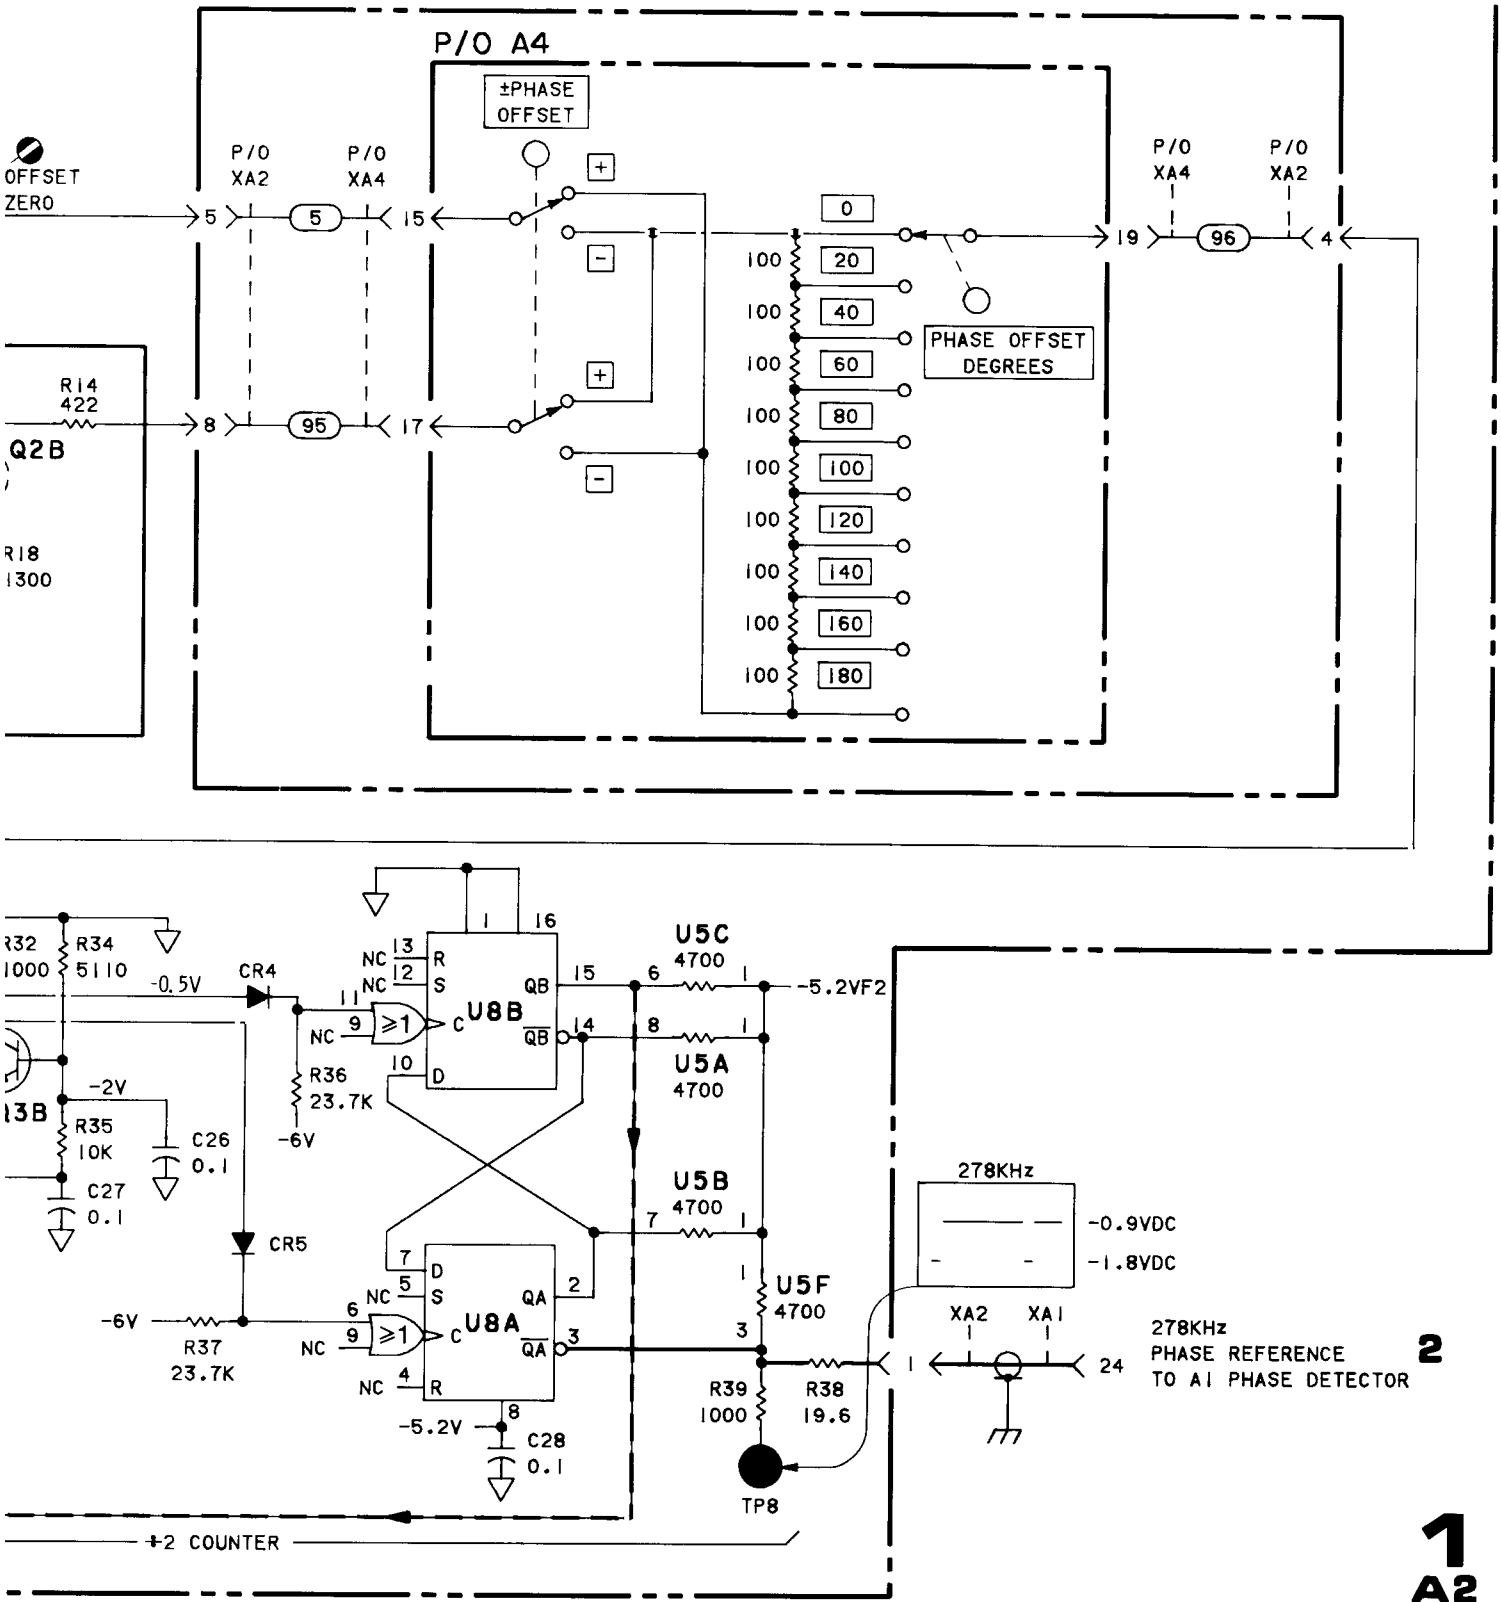 P/O A4
±PHASE
OFFSET
OFFSET
ZERO
P/O
XA2
P/O
XA4
P/O
XA4
P/O
XA2
+
5
5
15
-
0
19
96
4
100
20
100
40
PHASE OFFSET
DEGREES
100
60
R14
422
+
8
95
17
100
80
Q2B
-
100
100
100
120
R18
1300
100
140
100
160
100
180
1
16
R32
1000
R34
5110
-0.5V
CR4
NC
13
R
NC
12
S
11
9
NC
≥1
C
U8B
QB
15
QB
14
10
D
U5C
4700
6
1
-5.2VF2
8
1
U5A
4700
R36
23.7K
-6V
-2V
Q3B
R35
10K
C26
0.1
C27
0.1
U5B
4700
7
1
278KHz
-0.9VDC
-1.8VDC
CR5
7
D
NC
5
S
QA
2
1
U5F
4700
-6V
R37
23.7K
6
9
NC
≥1
C
U8A
QA
3
3
NC
4
R
8
-5.2V
C28
0.1
R39
1000
R38
19.6
1
XA2
XA1
24
278KHz
PHASE REFERENCE
TO A1 PHASE DETECTOR
2
TP8
÷2 COUNTER
1
A2